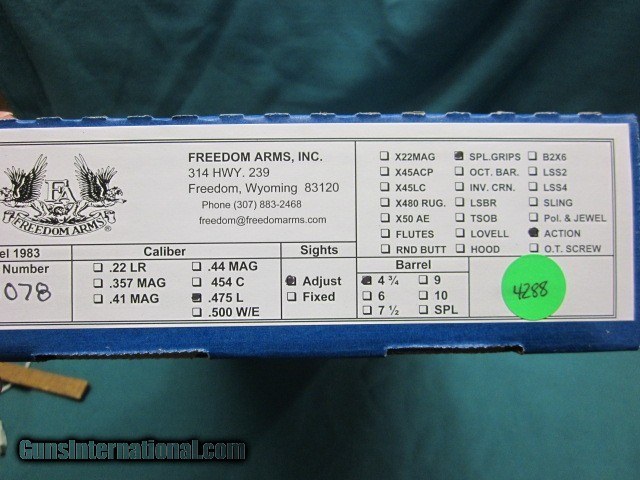 FREEDOM ARMS, INC.
314 HWY. 239
Freedom, Wyoming 83120
Phone (307) 883-2468
freedom@freedomarms.com
FA
FREEDOM ARMS®
X22MAG SPL.GRIPS B2X6
X45ACP OCT. BAR. LSS2
X45LC INV. CRN. LSS4
X480 RUG. LSBR SLING
X50 AE TSOB Pol. & JEWEL
FLUTES LOVELL ACTION
RND BUTT HOOD O.T. SCREW
el 1983
Number
078
Caliber
.22 LR .44 MAG
.357 MAG 454 C
.41 MAG .475 L
.500 W/E
Sights
Adjust
Fixed
Barrel
4 ¾ 9
6 10
7 ½ SPL
4288
GunsInternational.com